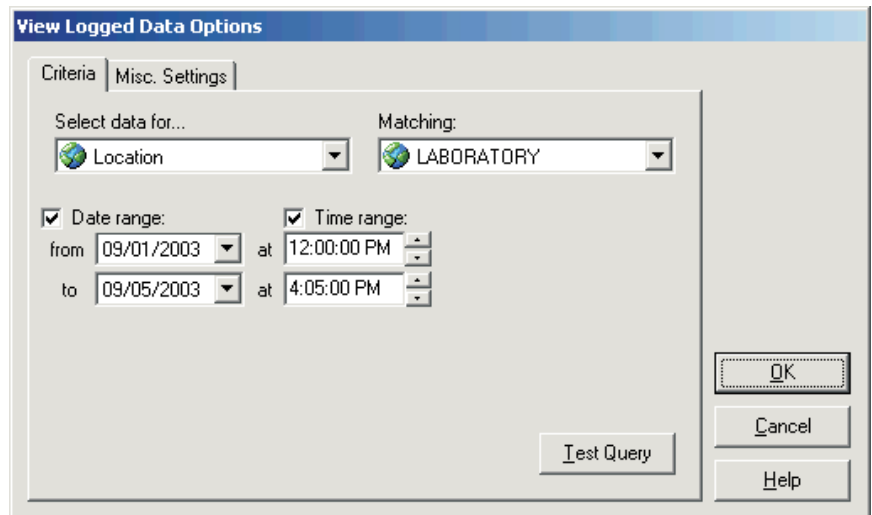 View Logged Data Options
Criteria Misc. Settings
Select data for... Matching:
Location LABORATORY
Date range: Time range:
from 09/01/2003 at 12:00:00 PM
to 09/05/2003 at 4:05:00 PM
OK
Cancel
Test Query
Help